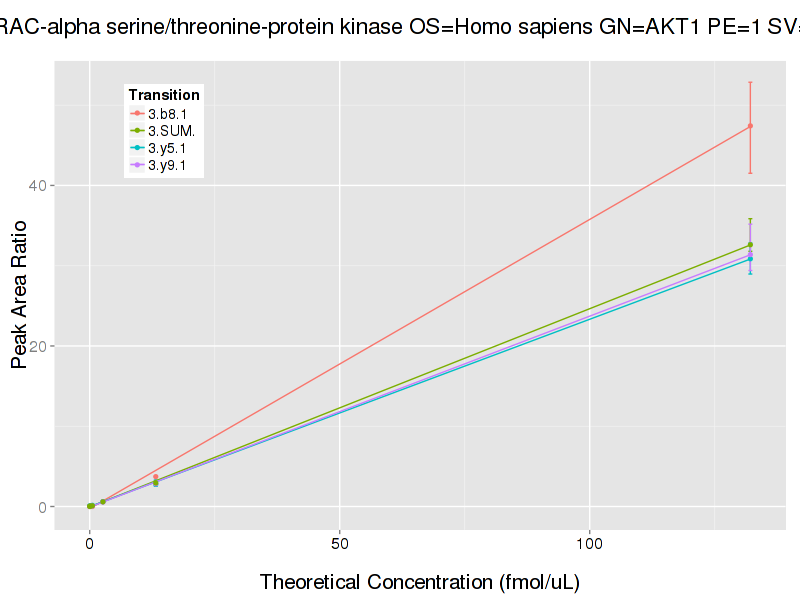 RAC-alpha serine/threonine-protein kinase OS=Homo sapiens GN=AKT1 PE=1 SV=
Transition
3.b8.1
3.SUM.
3.y5.1
3.y9.1
Peak Area Ratio
40
20
0
0 50 100
Theoretical Concentration (fmol/uL)